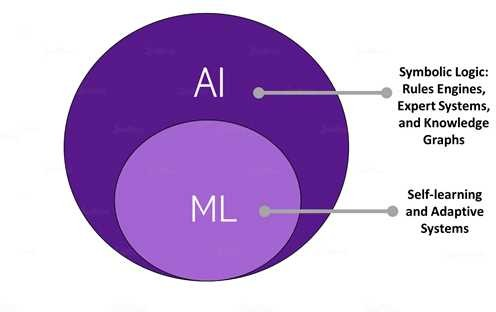 AI
Symbolic Logic:
Rules Engines,
Expert Systems,
and Knowledge
Graphs
ML
Self-learning
and Adaptive
Systems